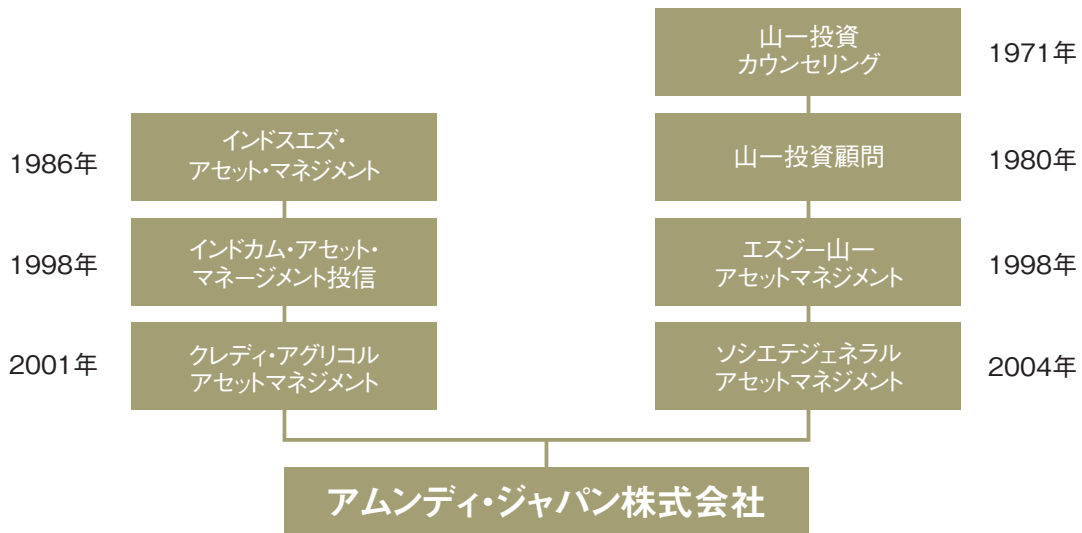 山一投資
カウンセリング
1971年
1986年
インドスエズ・
アセット・マネジメント
山一投資顧問
1980年
1998年
インドカム・アセット・
マネージメント投信
エスジー山一
アセットマネジメント
1998年
2001年
クレディ・アグリコル
アセットマネジメント
ソシエテジェネラル
アセットマネジメント
2004年
アムンディ・ジャパン株式会社